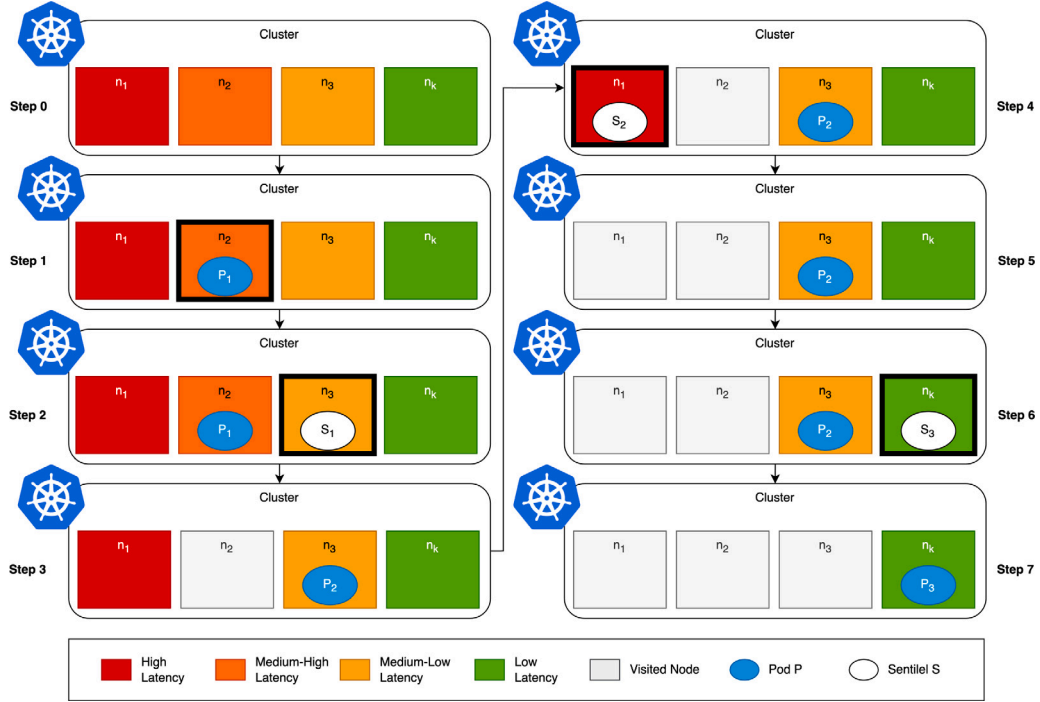 Cluster
Step 0
n1
n2
n3
nk
Cluster
Step 1
n1
n2
P1
n3
nk
Cluster
Step 2
n1
n2
P1
n3
S1
nk
Cluster
Step 3
n1
n2
n3
P2
nk
Cluster
Step 4
n1
S2
n2
n3
P2
nk
Cluster
Step 5
n1
n2
n3
P2
nk
Cluster
Step 6
n1
n2
n3
P2
nk
S3
Cluster
Step 7
n1
n2
n3
nk
P3
High
Latency
Medium-High
Latency
Medium-Low
Latency
Low
Latency
Visited Node
Pod P
Sentilel S